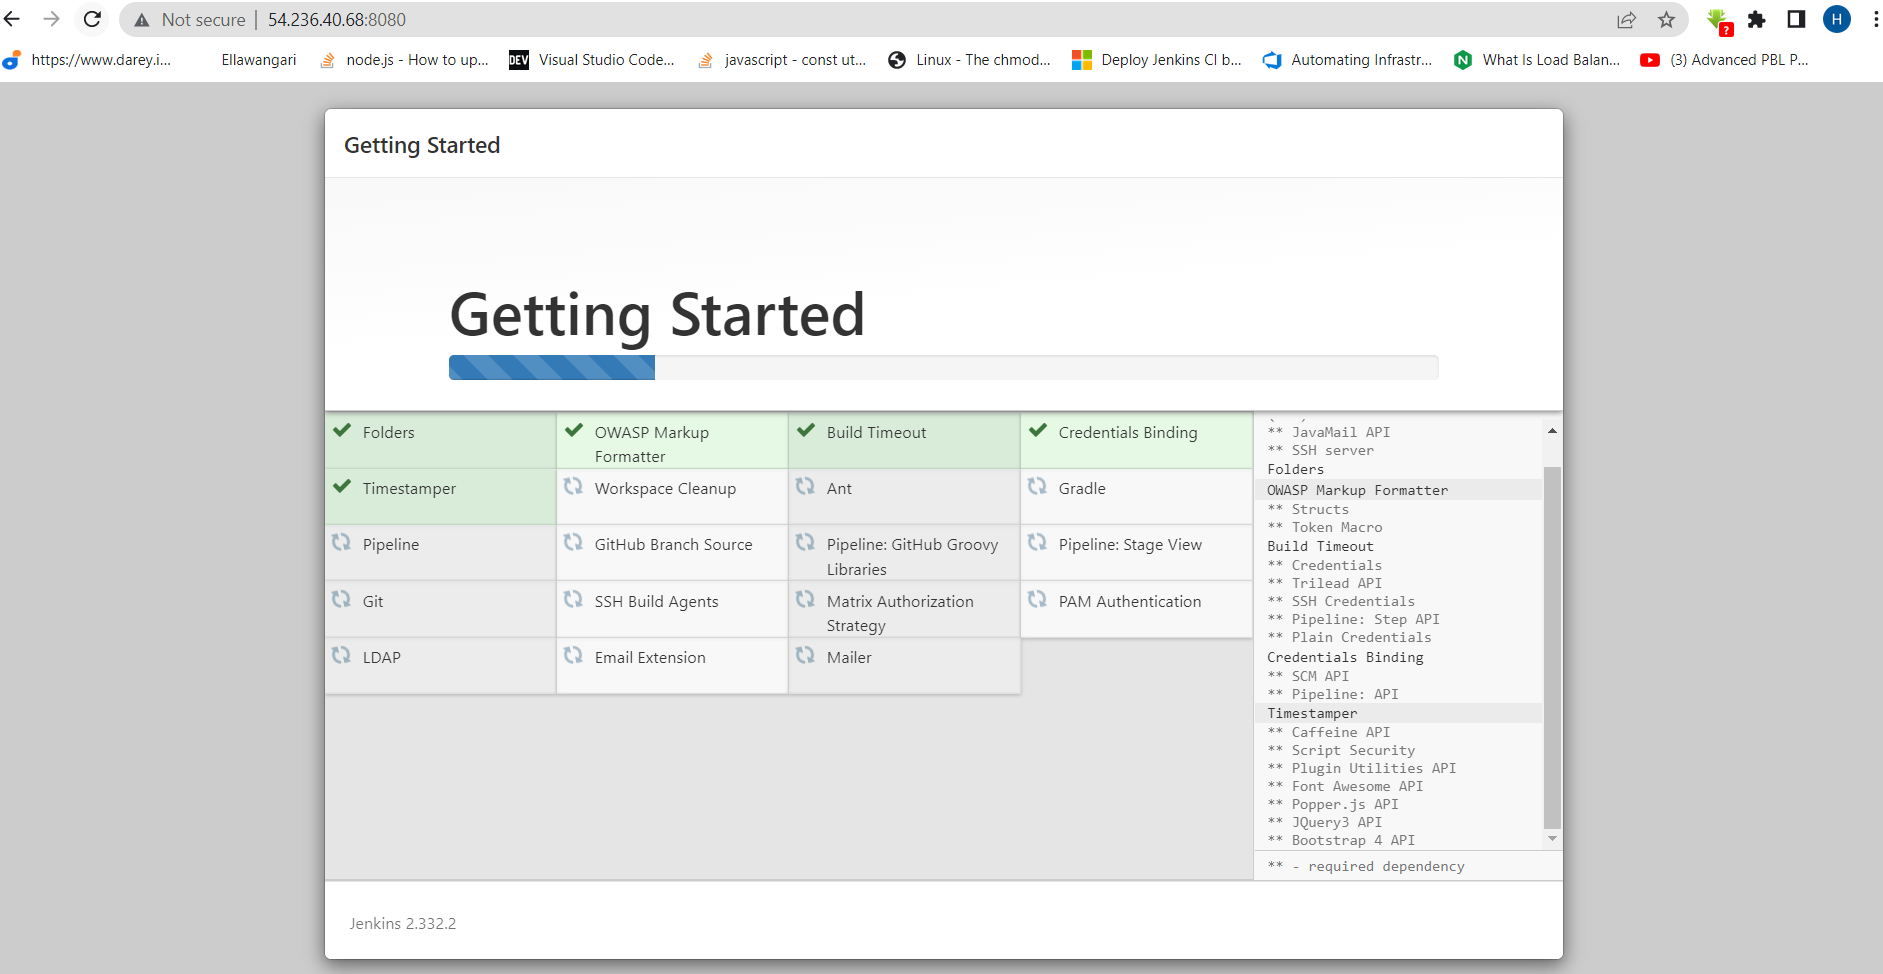 Not secure | 54.236.40.68:8080
H
?
https://www.darey.i... Ellawangari node.js - How to up... DEV Visual Studio Code... javascript - const ut... Linux - The chmod... Deploy Jenkins CI b... Automating Infrastr... N What Is Load Balan... (3) Advanced PBL P...
Getting Started
Getting Started
Folders
OWASP Markup
Formatter
Build Timeout
Credentials Binding
Timestamper
Workspace Cleanup
Ant
Gradle
Pipeline
GitHub Branch Source
Pipeline: GitHub Groovy
Libraries
Pipeline: Stage View
Git
SSH Build Agents
Matrix Authorization
Strategy
PAM Authentication
LDAP
Email Extension
Mailer
** JavaMail API
** SSH server
Folders
OWASP Markup Formatter
** Structs
** Token Macro
Build Timeout
** Credentials
** Trilead API
** SSH Credentials
** Pipeline: Step API
** Plain Credentials
Credentials Binding
** SCM API
** Pipeline: API
Timestamper
** Caffeine API
** Script Security
** Plugin Utilities API
** Font Awesome API
** Popper.js API
** JQuery3 API
** Bootstrap 4 API
** - required dependency
Jenkins 2.332.2